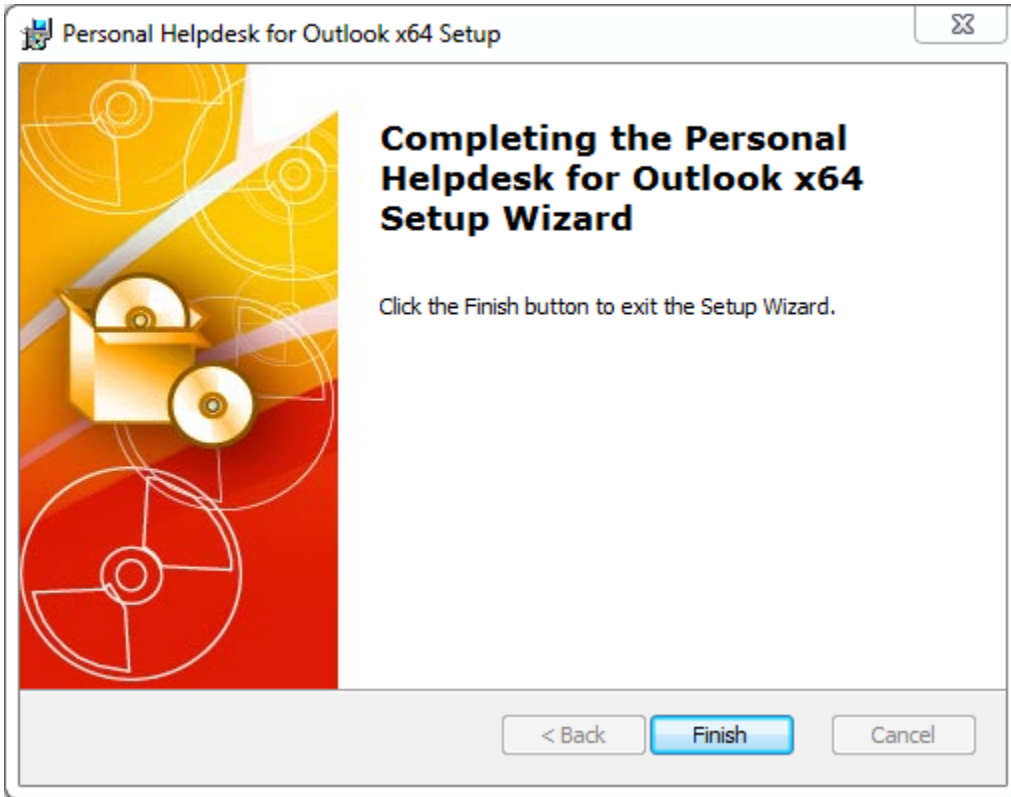 Personal Helpdesk for Outlook x64 Setup
Completing the Personal
Helpdesk for Outlook x64
Setup Wizard
Click the Finish button to exit the Setup Wizard.
< Back Finish Cancel